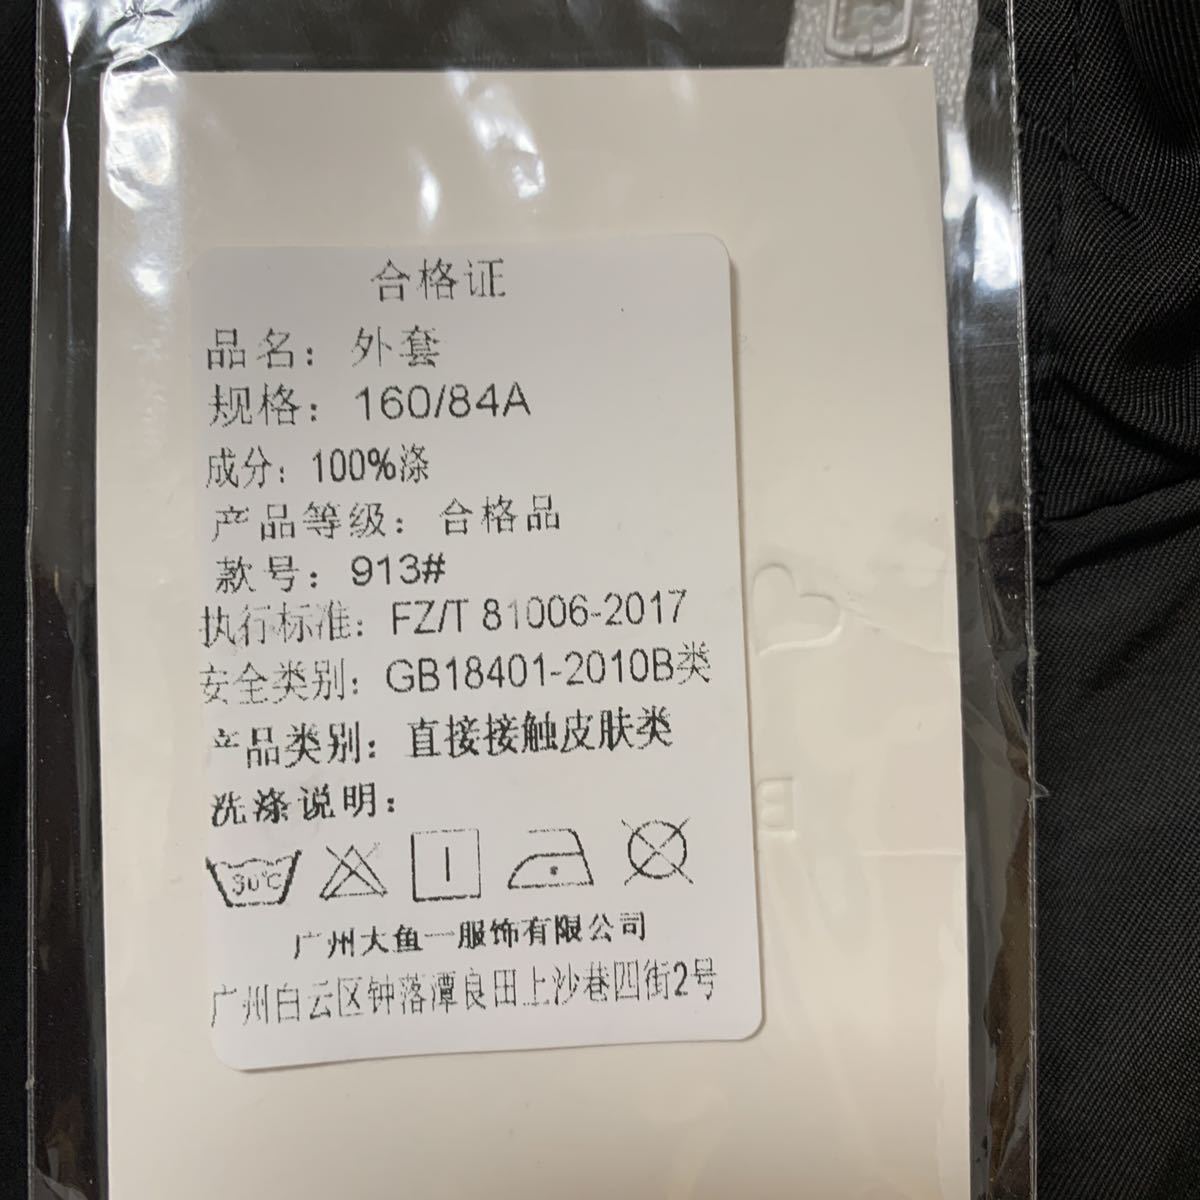 合格证
品名：外套
规格：160/84A
成分：100%涤
产品等级：合格品
款号：913#
执行标准：FZ/T 81006-2017
安全类别：GB18401-2010B类
产品类别：直接接触皮肤类
洗涤说明：
30℃
广州大鱼一服饰有限公司
广州白云区钟落潭良田上沙巷四街2号